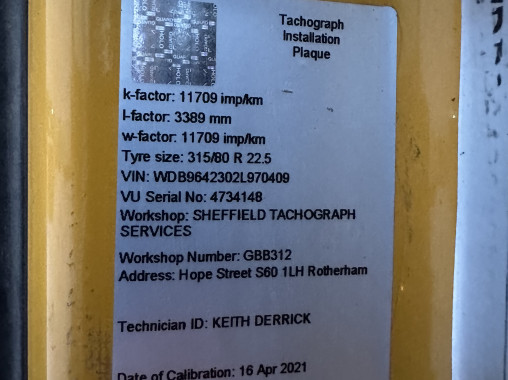 Tachograph
Installation
Plaque
k-factor: 11709 imp/km
l-factor: 3389 mm
w-factor: 11709 imp/km
Tyre size: 315/80 R 22.5
VIN: WDB9642302L970409
VU Serial No: 4734148
Workshop: SHEFFIELD TACHOGRAPH
SERVICES
Workshop Number: GBB312
Address: Hope Street S60 1LH Rotherham
Technician ID: KEITH DERRICK
Date of Calibration: 16 Apr 2021